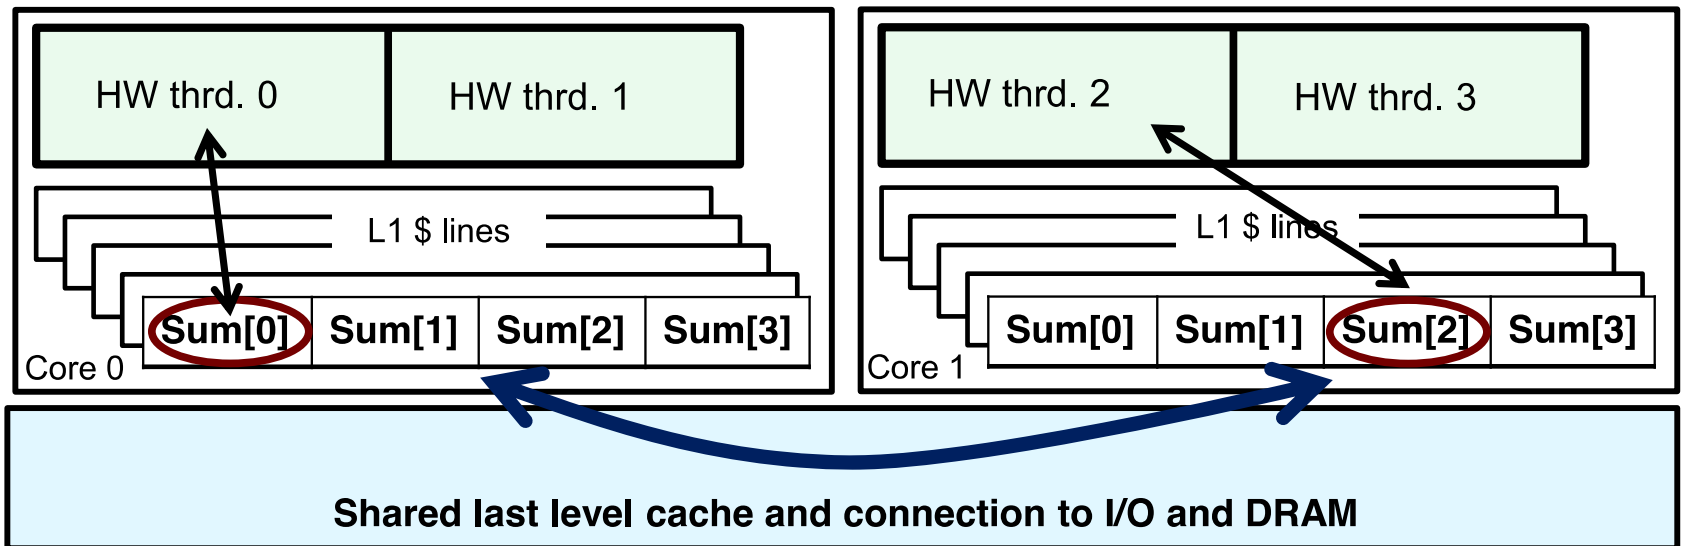 HW thrd. 0
HW thrd. 1
L1 $ lines
Sum[0] Sum[1] Sum[2] Sum[3]
Core 0
HW thrd. 2
HW thrd. 3
L1 $ lines
Sum[0] Sum[1] Sum[2] Sum[3]
Core 1
Shared last level cache and connection to I/O and DRAM